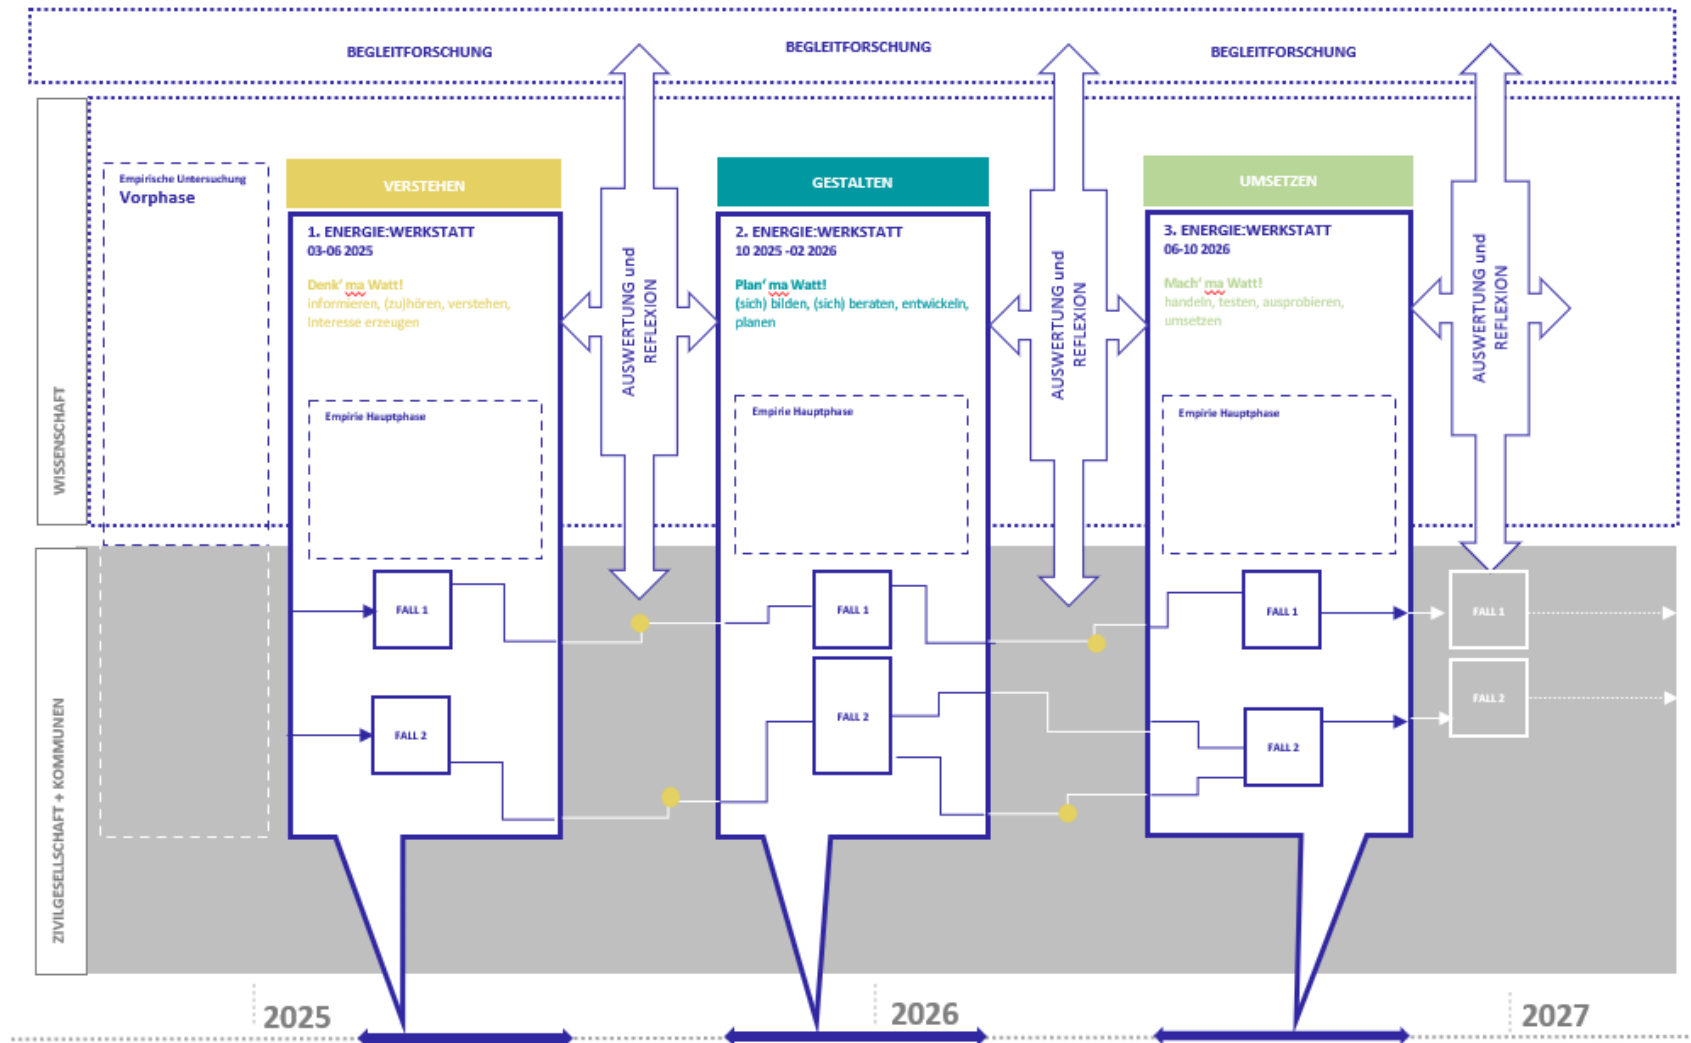 BEGLEITFORSCHUNG
BEGLEITFORSCHUNG
BEGLEITFORSCHUNG
WISSENSCHAFT
Empirische Untersuchung
Vorphase
VERSTEHEN
1. ENERGIE:WERKSTATT
03-06 2025
Denk' ma Watt!
informieren, (zu)hören, verstehen,
Interesse erzeugen
Empirie Hauptphase
AUSWERTUNG und
REFLEXION
GESTALTEN
2. ENERGIE:WERKSTATT
10 2025 -02 2026
Plan' ma Watt!
(sich) bilden, (sich) beraten, entwickeln,
planen
Empirie Hauptphase
AUSWERTUNG und
REFLEXION
UMSETZEN
3. ENERGIE:WERKSTATT
06-10 2026
Mach' ma Watt!
handeln, testen, ausprobieren,
umsetzen
Empirie Hauptphase
AUSWERTUNG und
REFLEXION
ZIVILGESELLSCHAFT + KOMMUNEN
FALL 1
FALL 2
FALL 1
FALL 2
FALL 1
FALL 2
FALL 1
FALL 2
2025
2026
2027